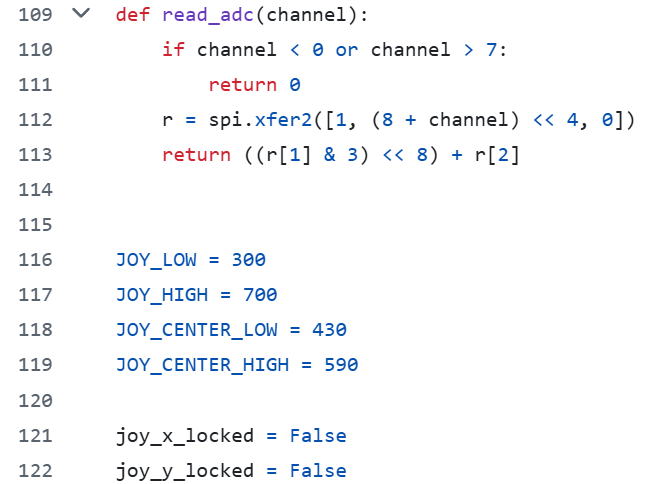 109 def read_adc(channel):
110     if channel < 0 or channel > 7:
111         return 0
112     r = spi.xfer2([1, (8 + channel) << 4, 0])
113     return ((r[1] & 3) << 8) + r[2]
114
115
116 JOY_LOW = 300
117 JOY_HIGH = 700
118 JOY_CENTER_LOW = 430
119 JOY_CENTER_HIGH = 590
120
121 joy_x_locked = False
122 joy_y_locked = False